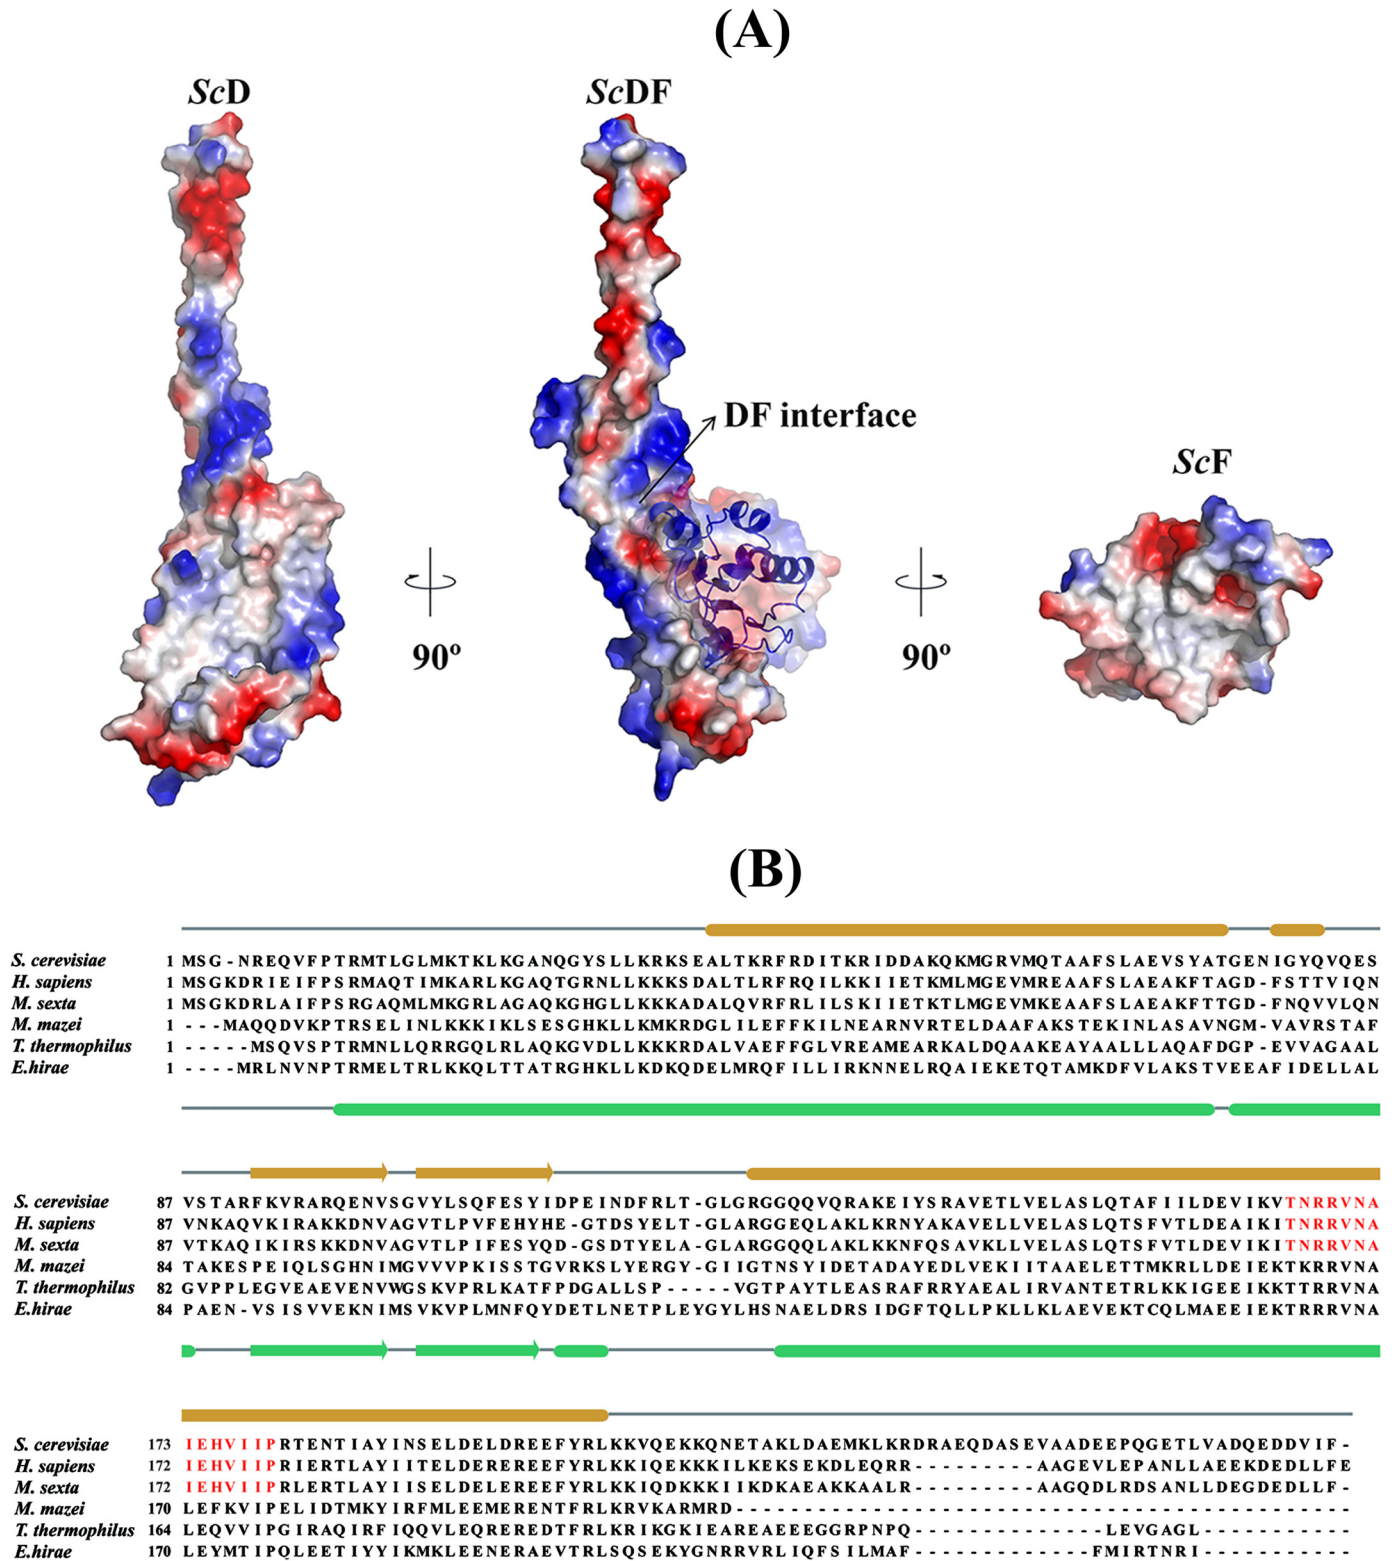 (A)
ScD
ScDF
DF interface
ScF
90º
90º
(B)
S. cerevisiae 1 MSG-NREQVFPTRMTLGLMKTKLKGANQGYSLLKRKSEALTKRFRDITKRIDDAKQKMGRVMQTAAFSLAEVSYATGENIGYQVQES
H. sapiens 1 MSGKDRIEIFPSRMAQTIMKARLKGAQTGRNLLKKKSDALTLRFRQILKKIIETKMLMGEVMREAAFSLAEAKFTAGD-FSTTVIQN
M. sexta 1 MSGKDRLAIFPSRGAQMLMKGRLAGAQKGHGLLKKKADALQVRFRLILSKIIETKTLMGEVMKEAAFSLAEAKFTAGD-FNQVVLQN
M. mazei 1 ---MAQQDVKPTRSELINLKKKIKLSESGHKLLKMKRDGLILEFFKILNEARNVRTELDAAFAKSTEKINLASAVNGM-VAVRSTAF
T. thermophilus 1 -----MSQVSPTRMNLLQRRGQLRLAQKGVDLLKKKRDALVAEFFGLVREAMEARKALDQAAKEAYAALLLAQAFDGP-EVVAGAAL
E.hirae 1 ----MRLNVNPTRMELTRLKKQLTTATRGHKLLKDKQDELMRQFILLIRKNNELRQAIEKETQTAMKDFVLAKSTVEEAFIDELLAL
S. cerevisiae 87 VSTARFKVRARQENVSGVYLSQFESYIDPEINDFRLT-GLGRGGQQVQRAKEIYSRAVETLVELASLQTAFIILDEVIKVTNRRVNA
H. sapiens 87 VNKAQVKIRAKKDNVAGVTLPVFEHYHE-GTDSYELT-GLARGGEQLAKLKRNYAKAVELLVELASLQTSFVTLDEAIKITNRRVNA
M. sexta 87 VTKAQIKIRSKKDNVAGVTLPIFESYQD-GSDTYELA-GLARGGQQLAKLKKNFQSAVKLLVELASLQTSFVTLDEVIKITNRRVNA
M. mazei 84 TAKESPEIQLSGHNIMGVVVPKISSTGVRKSLYERGY-GIIGTNSYIDETADAYEDLVEKIITAAELETTMKRLLDEIEKTKRRVNA
T. thermophilus 82 GVPPLEGVEAEVENVWGSKVPRLKATFPDGALLSP-----VGTPAYTLEASRAFRRYAEALIRVANTETRLKKIGEEIKKTTRRVNA
E.hirae 84 PAEN-VSISVVEKNIMSVKVPLMNFQYDETLNETPLEYGYLHSNAELDRSIDGFTQLLPKLLKLAEVEKTCQLMAEEIEKTRRRVNA
S. cerevisiae 173 IEHVIIPRTENTIAYINSELDELDREEFYRLKKVQEKKQNETAKLDAEMKLKRDRAEQDASEVAADEEPQGETLVADQEDDVIF-
H. sapiens 172 IEHVIIPRIERTLAYIITELDEREREEFYRLKKIQEKKKILKEKSEKDLEQRR---------AAGEVLEPANLLAEEKDEDLLFE
M. sexta 172 IEHVIIPRLERTLAYIISELDELEREEFYRLKKIQDKKKIIKDKAEAKKAALR---------AAGQDLRDSANLLDEGDEDLLF-
M. mazei 170 LEFKVIPELIDTMKYIRFMLEEMERENTFRLKRVKARMRD---------------------------------------------
T. thermophilus 164 LEQVVIPGIRAQIRFIQQVLEQREREDTFRLKRIKGKIEAREAEEEGGRPNPQ--------------LEVGAGL-----------
E.hirae 170 LEYMTIPQLEETIYYIKMKLEENERAEVTRLSQSEKYGNRRVRLIQFSILMAF-------------FMIRTNRI-----------